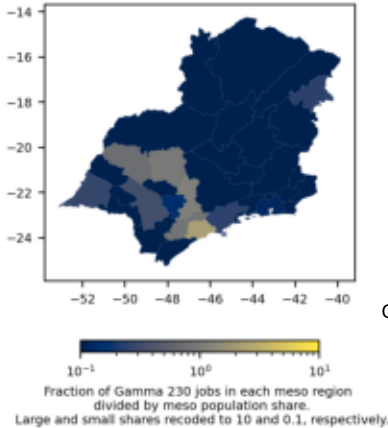 −14
−16
−18
−20
−22
−24
−52 −50 −48 −46 −44 −42 −40
10⁻¹ 10⁰ 10¹
Fraction of Gamma 230 jobs in each meso region
divided by meso population share.
Large and small shares recoded to 10 and 0.1, respectively.